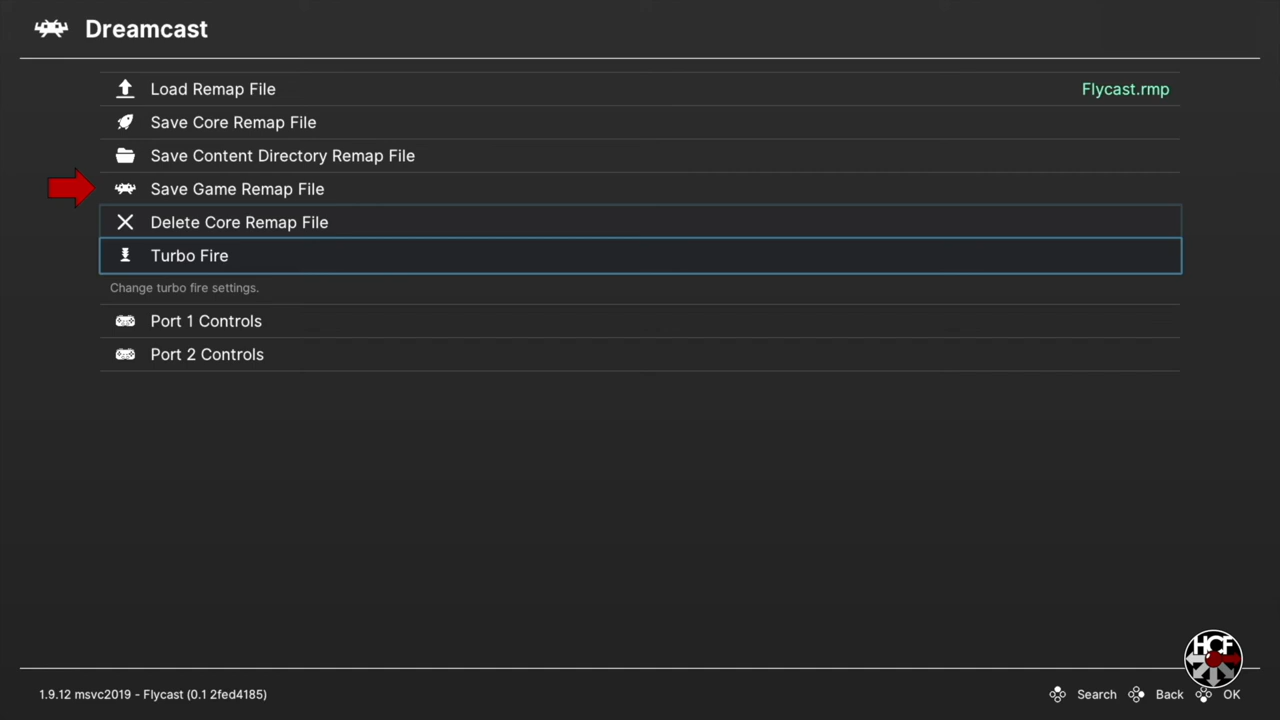 Dreamcast
Load Remap File Flycast.rmp
Save Core Remap File
Save Content Directory Remap File
Save Game Remap File
Delete Core Remap File
Turbo Fire
Change turbo fire settings.
Port 1 Controls
Port 2 Controls
HCF
1.9.12 msvc2019 - Flycast (0.1 2fed4185) Search Back OK